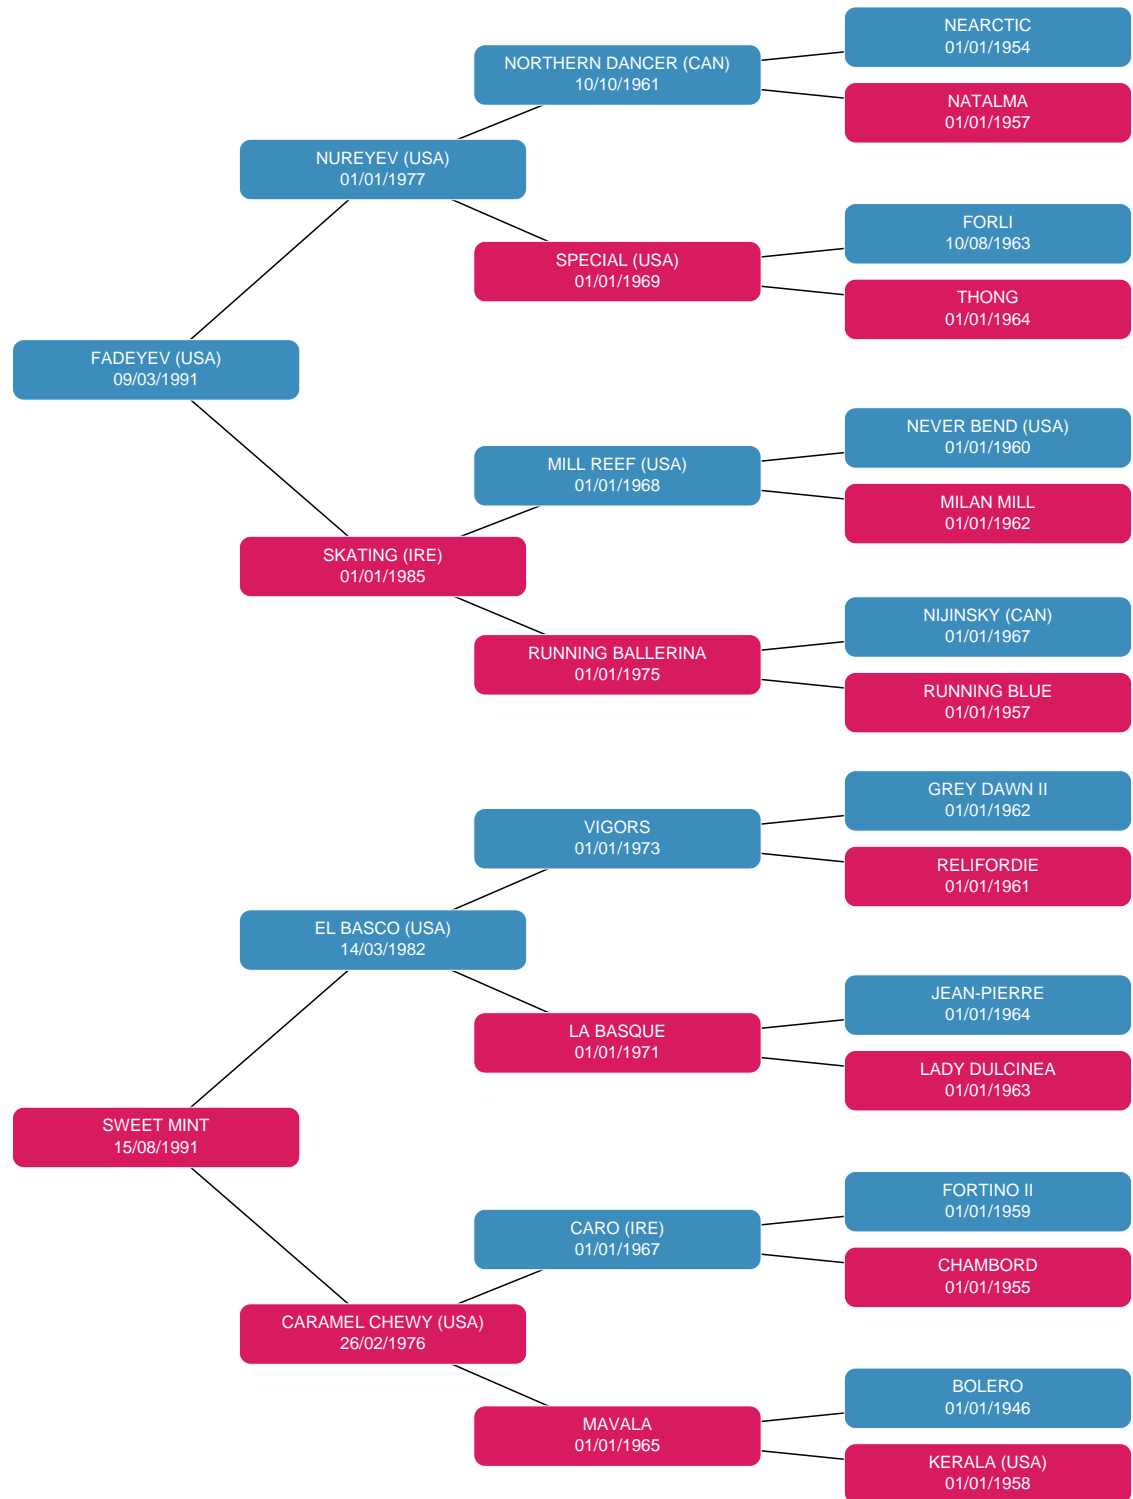 NEARCTIC
01/01/1954
NORTHERN DANCER (CAN)
10/10/1961
NATALMA
01/01/1957
NUREYEV (USA)
01/01/1977
FORLI
10/08/1963
SPECIAL (USA)
01/01/1969
THONG
01/01/1964
FADEYEV (USA)
09/03/1991
NEVER BEND (USA)
01/01/1960
MILL REEF (USA)
01/01/1968
MILAN MILL
01/01/1962
SKATING (IRE)
01/01/1985
NIJINSKY (CAN)
01/01/1967
RUNNING BALLERINA
01/01/1975
RUNNING BLUE
01/01/1957
GREY DAWN II
01/01/1962
VIGORS
01/01/1973
RELIFORDIE
01/01/1961
EL BASCO (USA)
14/03/1982
JEAN-PIERRE
01/01/1964
LA BASQUE
01/01/1971
LADY DULCINEA
01/01/1963
SWEET MINT
15/08/1991
FORTINO II
01/01/1959
CARO (IRE)
01/01/1967
CHAMBORD
01/01/1955
CARAMEL CHEWY (USA)
26/02/1976
BOLERO
01/01/1946
MAVALA
01/01/1965
KERALA (USA)
01/01/1958